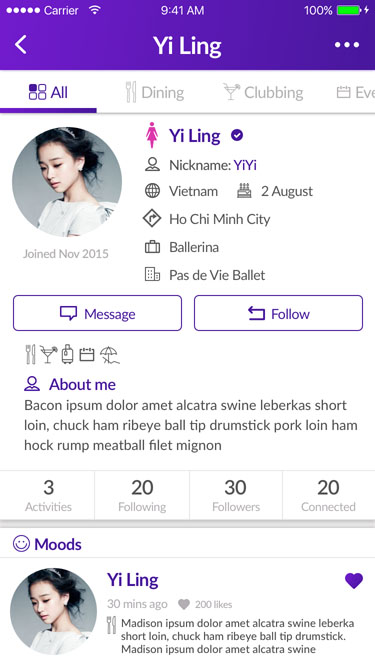 Carrier 9:41 AM 100%
Yi Ling
All Dining Clubbing Eve
Yi Ling
Nickname: YiYi
Vietnam 2 August
Ho Chi Minh City
Ballerina
Joined Nov 2015
Pas de Vie Ballet
Message Follow
About me
Bacon ipsum dolor amet alcatra swine leberkas short
loin, chuck ham ribeye ball tip drumstick pork loin ham
hock rump meatball filet mignon
3 20 30 20
Activities Following Followers Connected
Moods
Yi Ling
30 mins ago 200 likes
Madison ipsum dolor amet alcatra swine leberka
short loin, chuck ham ribeye ball tip drumstick.
Madison ipsum dolor amet alcatra swine